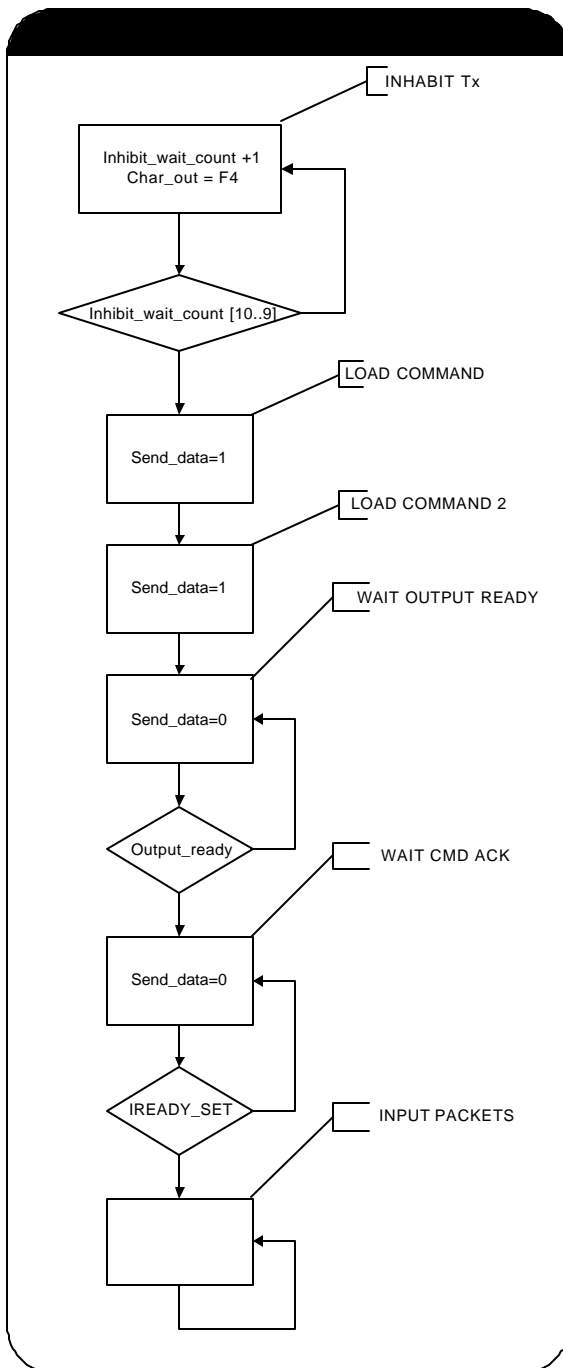 INHABIT Tx
Inhibit_wait_count +1
Char_out = F4
Inhibit_wait_count [10..9]
LOAD COMMAND
Send_data=1
LOAD COMMAND 2
Send_data=1
WAIT OUTPUT READY
Send_data=0
Output_ready
WAIT CMD ACK
Send_data=0
IREADY_SET
INPUT PACKETS